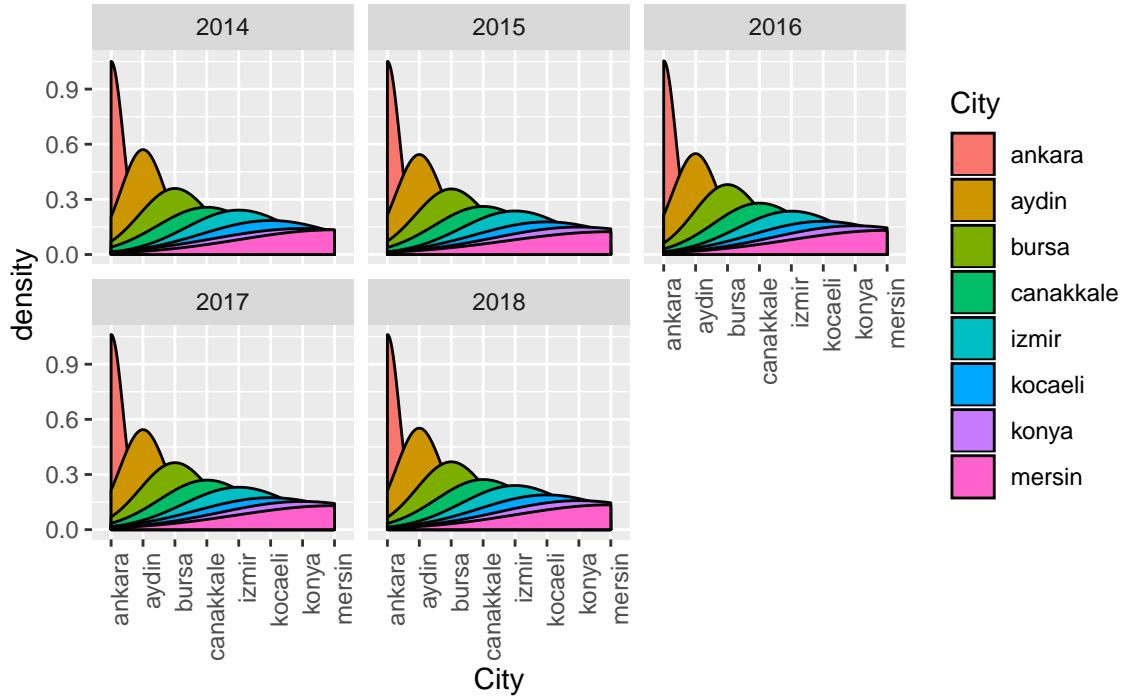 2014
2015
2016
0.9
0.6
0.3
0.0
ankara
aydin
bursa
canakkale
izmir
kocaeli
konya
mersin
2017
2018
0.9
0.6
0.3
0.0
ankara
aydin
bursa
canakkale
izmir
kocaeli
konya
mersin
ankara
aydin
bursa
canakkale
izmir
kocaeli
konya
mersin
density
City
City
ankara
aydin
bursa
canakkale
izmir
kocaeli
konya
mersin